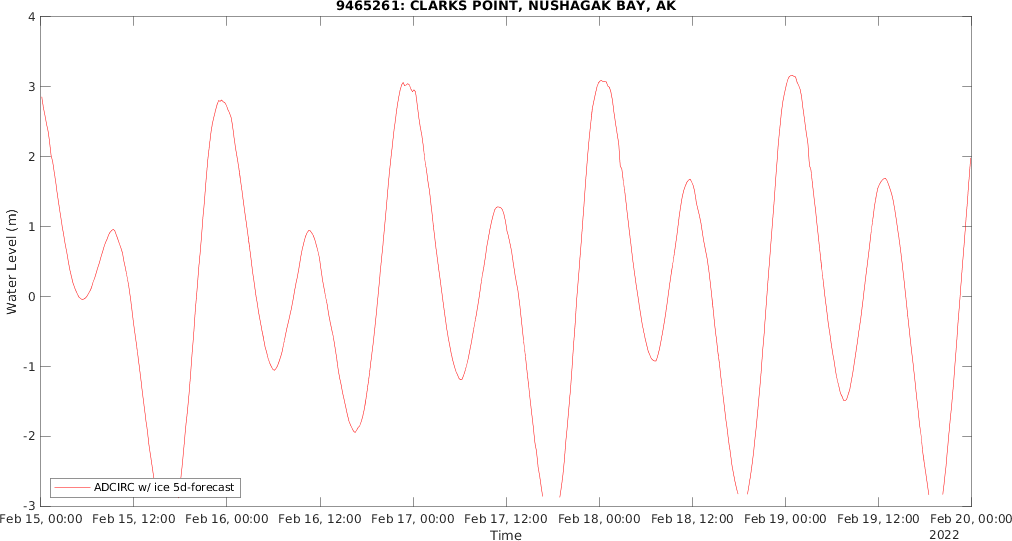 9465261: CLARKS POINT, NUSHAGAK BAY, AK
4
3
2
1
0
-1
-2
-3
Water Level (m)
ADCIRC w/ ice 5d-forecast
Feb 15, 00:00 Feb 15, 12:00 Feb 16, 00:00 Feb 16, 12:00 Feb 17, 00:00 Feb 17, 12:00 Feb 18, 00:00 Feb 18, 12:00 Feb 19, 00:00 Feb 19, 12:00 Feb 20, 00:00
Time
2022